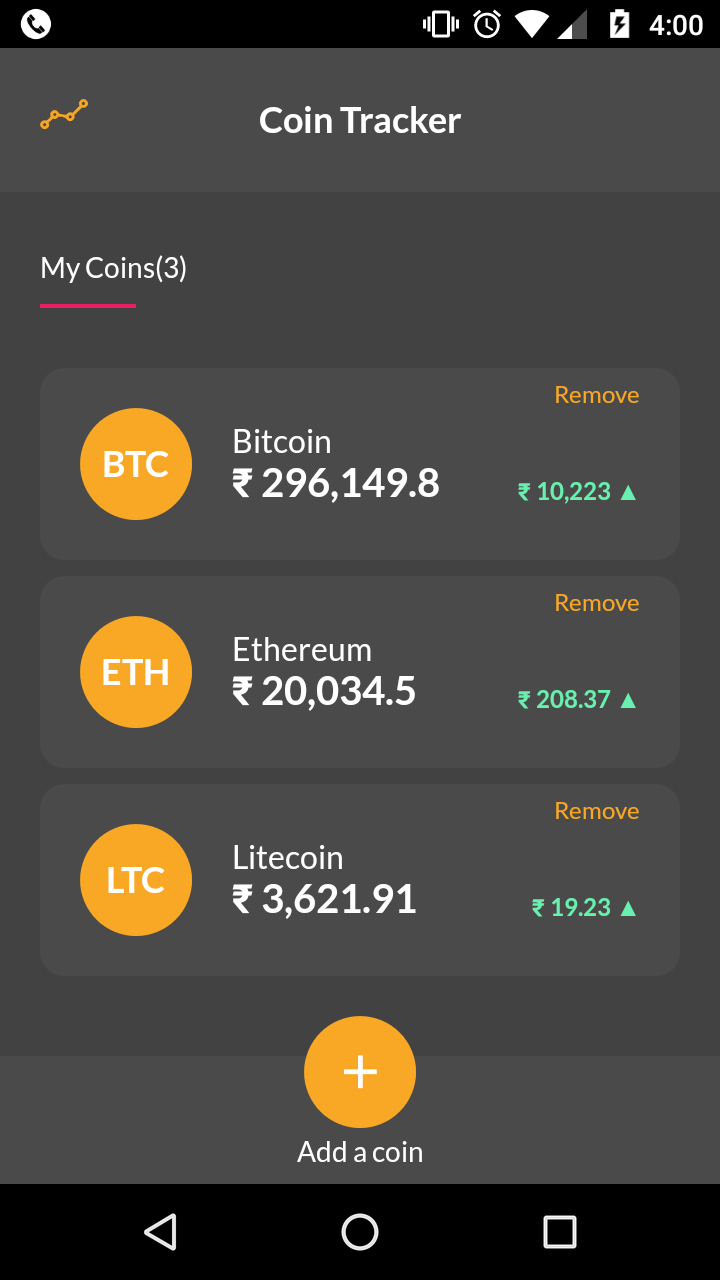 4:00
Coin Tracker
My Coins(3)
Remove
BTC
Bitcoin
₹ 296,149.8
₹ 10,223 ▲
Remove
ETH
Ethereum
₹ 20,034.5
₹ 208.37 ▲
Remove
LTC
Litecoin
₹ 3,621.91
₹ 19.23 ▲
+
Add a coin